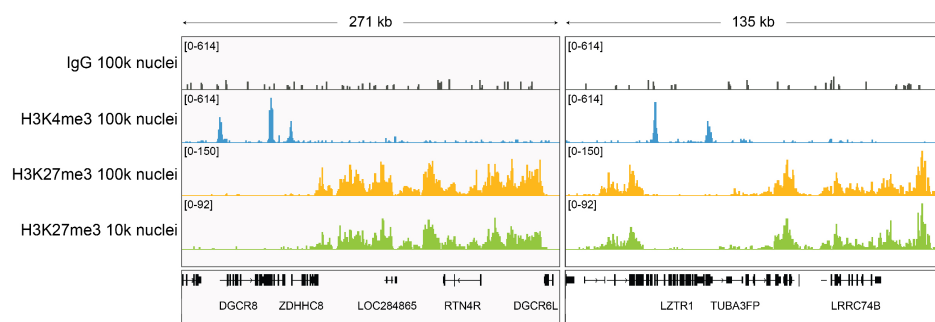 271 kb 135 kb
IgG 100k nuclei [0-614] [0-614]
H3K4me3 100k nuclei [0-614] [0-614]
H3K27me3 100k nuclei [0-150] [0-150]
H3K27me3 10k nuclei [0-92] [0-92]
DGCR8 ZDHHC8 LOC284865 RTN4R DGCR6L LZTR1 TUBA3FP LRRC74B